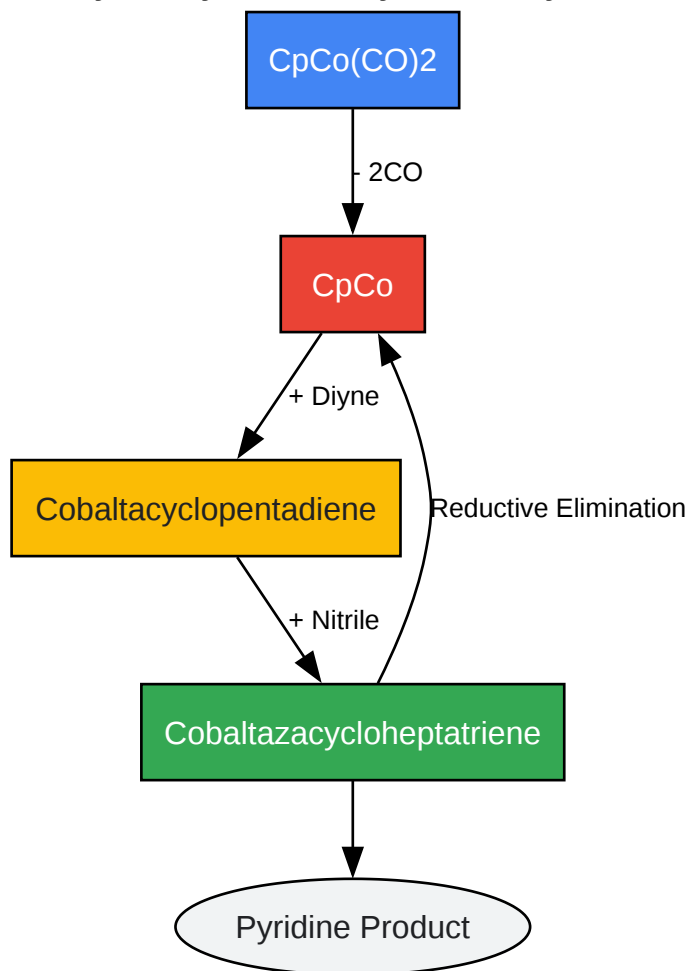 CpCo(CO)2
- 2CO
CpCo
+ Diyne
Cobaltacyclopentadiene
Reductive Elimination
+ Nitrile
Cobaltazacycloheptatriene
Pyridine Product